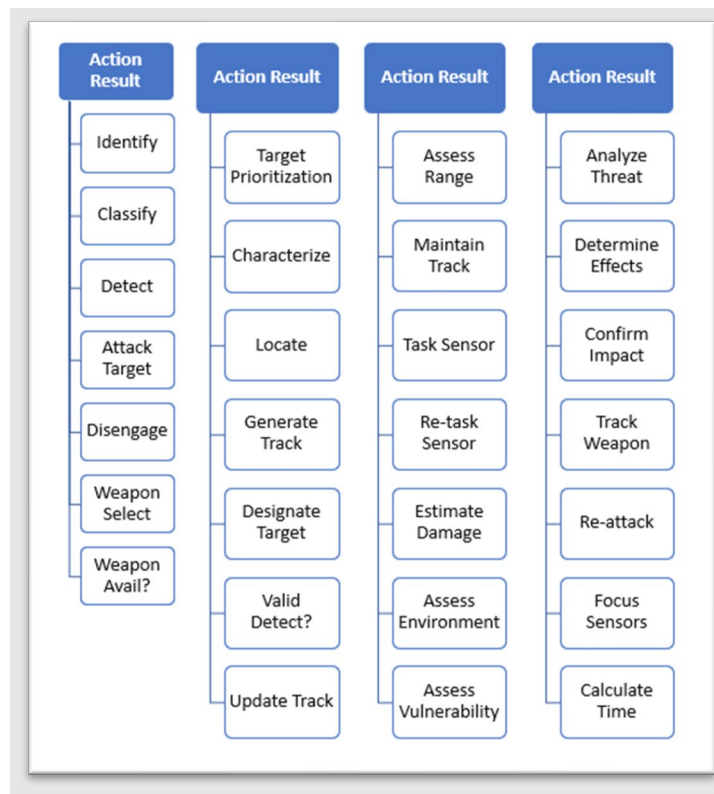 Action
Result
Identify
Classify
Detect
Attack
Target
Disengage
Weapon
Select
Weapon
Avail?
Action Result
Target
Prioritization
Characterize
Locate
Generate
Track
Designate
Target
Valid
Detect?
Update Track
Action Result
Assess
Range
Maintain
Track
Task Sensor
Re-task
Sensor
Estimate
Damage
Assess
Environment
Assess
Vulnerability
Action Result
Analyze
Threat
Determine
Effects
Confirm
Impact
Track
Weapon
Re-attack
Focus
Sensors
Calculate
Time